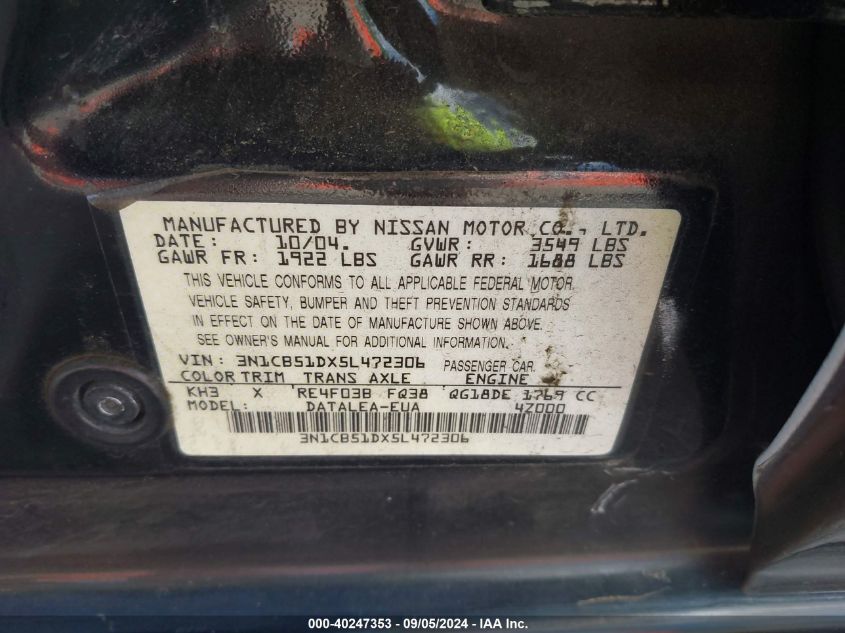 MANUFACTURED BY NISSAN MOTOR CO., LTD.
DATE: 10/04. GVWR: 3549 LBS
GAWR FR: 1922 LBS GAWR RR: 1688 LBS
THIS VEHICLE CONFORMS TO ALL APPLICABLE FEDERAL MOTOR
VEHICLE SAFETY, BUMPER AND THEFT PREVENTION STANDARDS
IN EFFECT ON THE DATE OF MANUFACTURE SHOWN ABOVE.
SEE OWNER'S MANUAL FOR ADDITIONAL INFORMATION.
VIN: 3N1CB51DX5L472306 PASSENGER CAR
COLOR TRIM TRANS AXLE ENGINE
KH3 X RE4F03B FQ38 QG18DE 1769 CC
MODEL: DATALEA-EUA 4Z000
3N1CB51DX5L472306
000-40247353 - 09/05/2024 - IAA Inc.